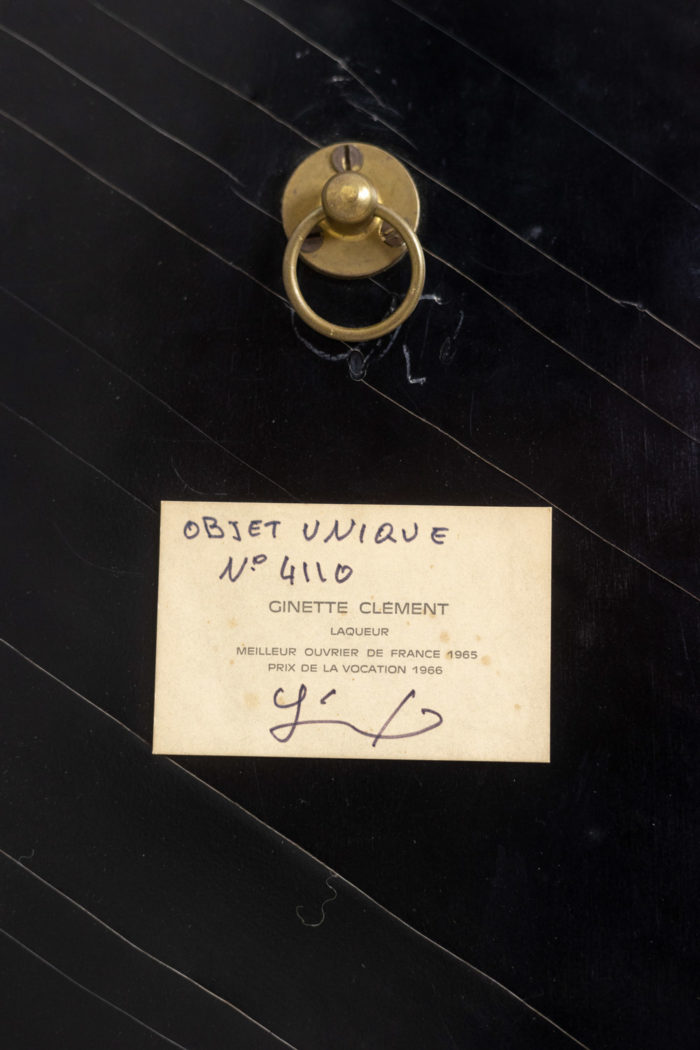 OBJET UNIQUE
N° 4110
GINETTE CLÉMENT
LAQUEUR
MEILLEUR OUVRIER DE FRANCE 1965
PRIX DE LA VOCATION 1966